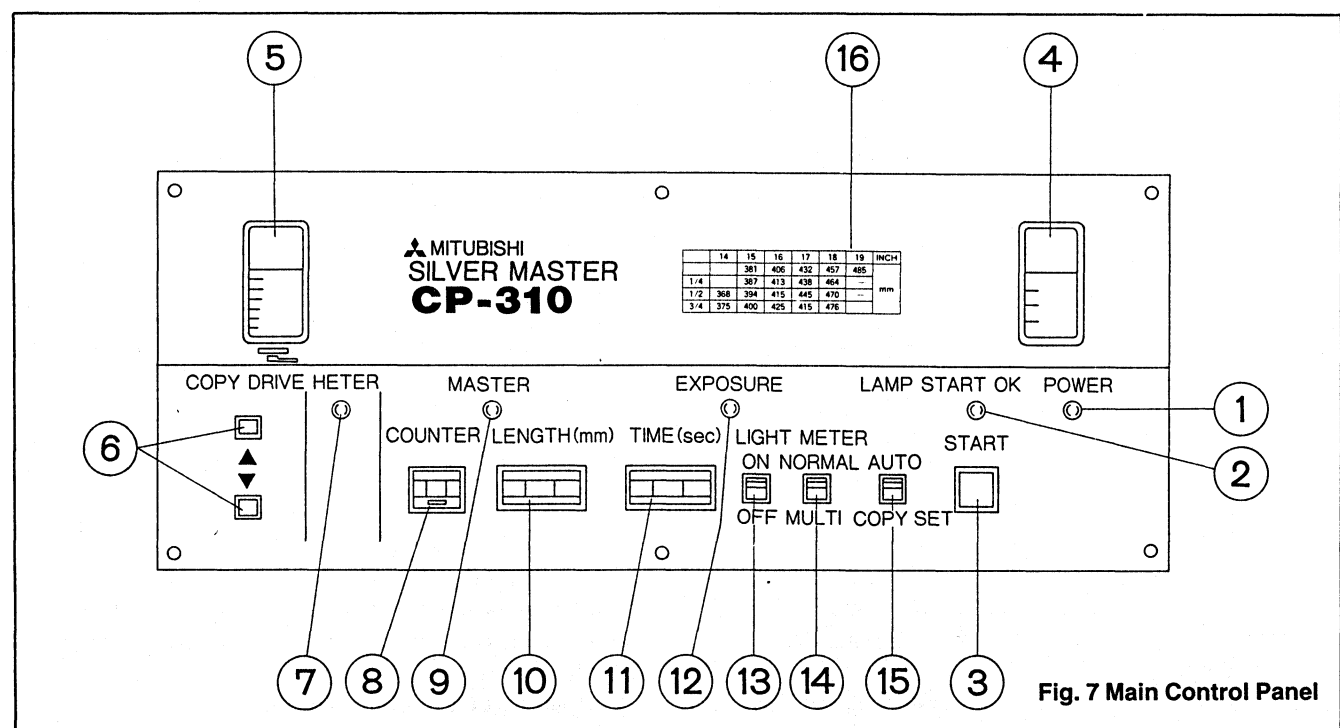 5 16 4
MITUBISHI
SILVER MASTER
CP-310
14 15 16 17 18 19 INCH
381 406 432 457 485
1/4 387 413 438 464 — mm
1/2 368 394 415 445 470 —
3/4 375 400 425 415 476
COPY DRIVE HETER MASTER EXPOSURE LAMP START OK POWER
COUNTER LENGTH(mm) TIME(sec) LIGHT METER START
ON NORMAL AUTO
OFF MULTI COPY SET
6 1
2
7 8 9 10 11 12 13 14 15 3
Fig. 7 Main Control Panel